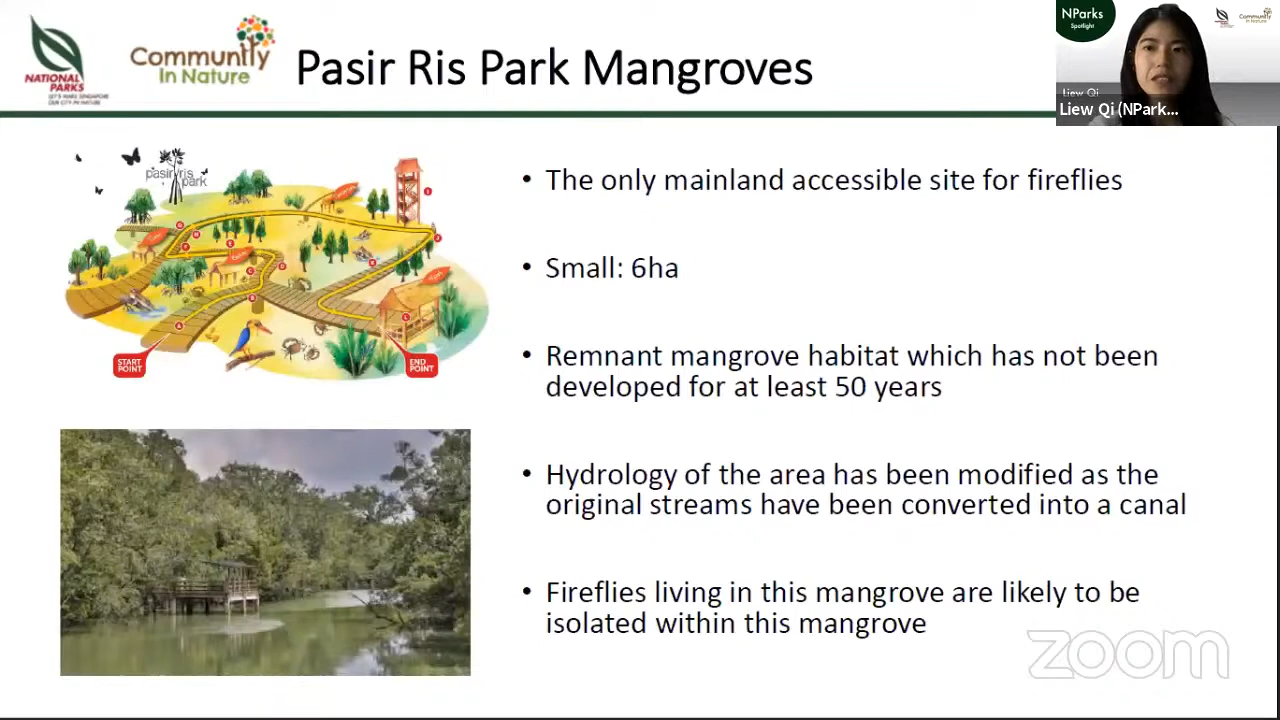 NATIONAL
PARKS
LET'S MAKE SINGAPORE
OUR CITY IN NATURE
Community
In Nature
Pasir Ris Park Mangroves
NParks
Spotlight
Liew Qi
Liew Qi (NPark...
pasir ris
park
START
POINT
END
POINT
• The only mainland accessible site for fireflies
• Small: 6ha
• Remnant mangrove habitat which has not been
developed for at least 50 years
• Hydrology of the area has been modified as the
original streams have been converted into a canal
• Fireflies living in this mangrove are likely to be
isolated within this mangrove
zoom